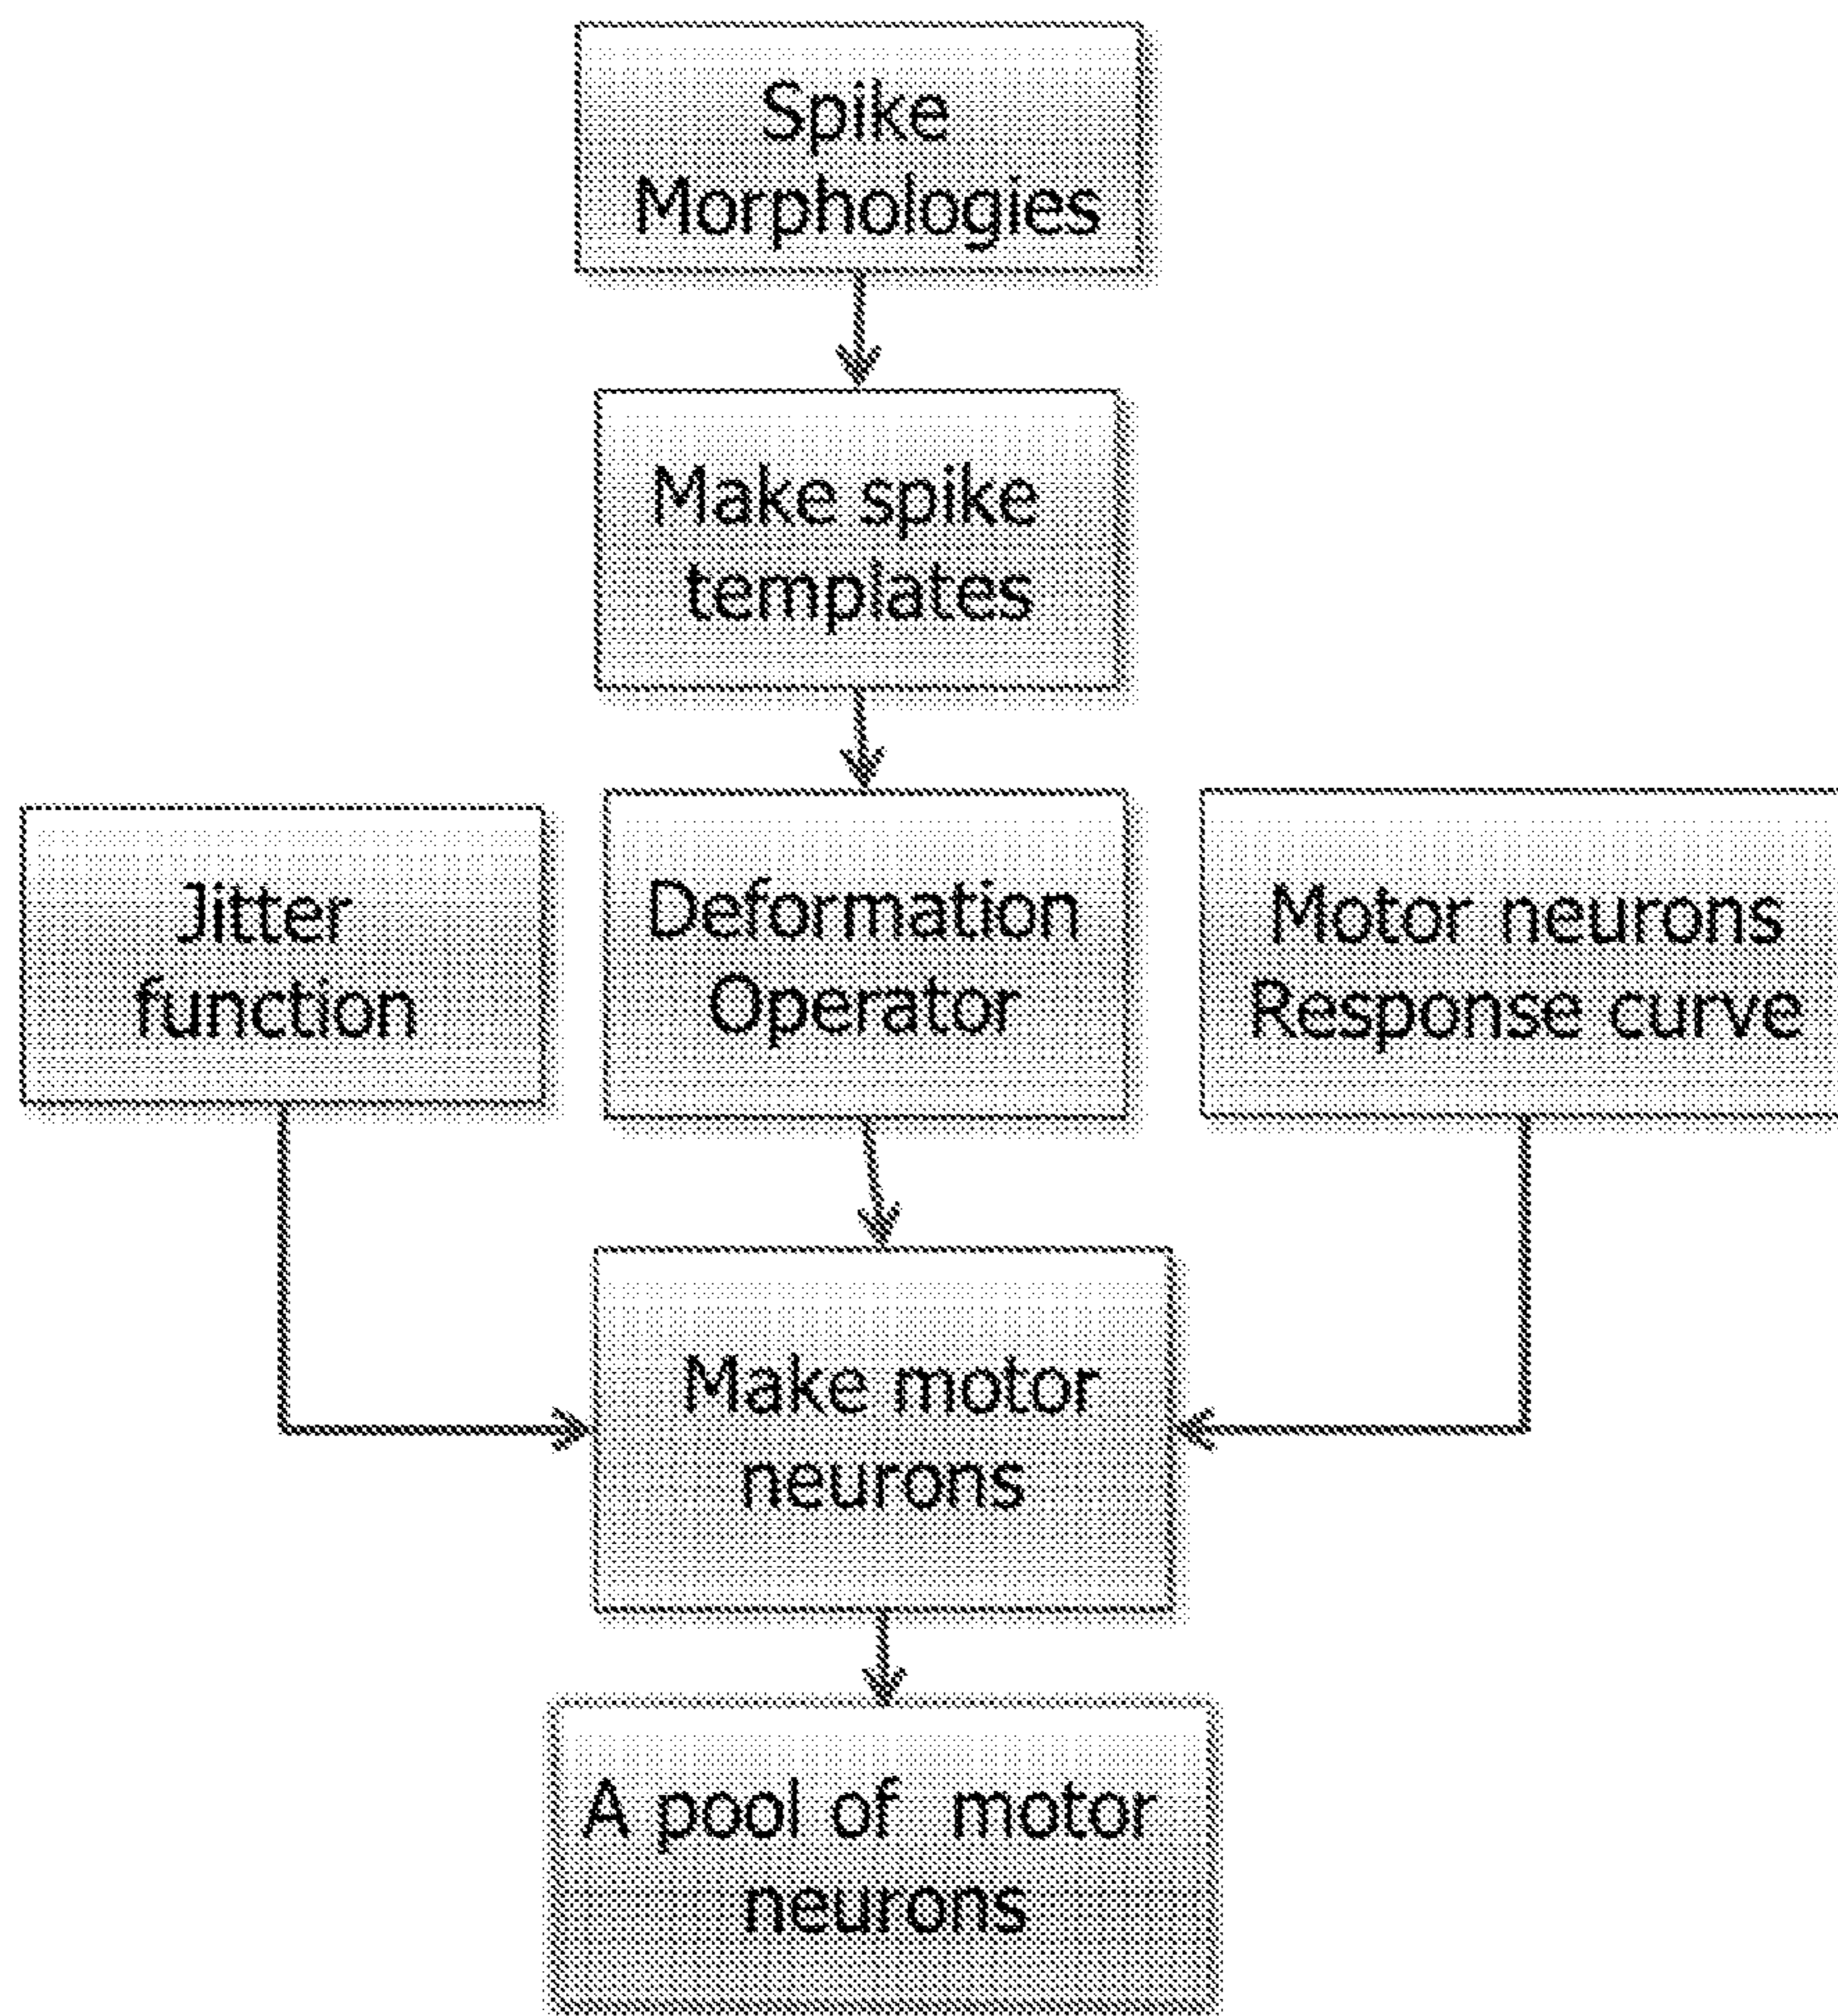 Spike
Morphologies
Make spike
templates
Jitter
function
Deformation
Operator
Motor neurons
Response curve
Make motor
neurons
A pool of motor
neurons